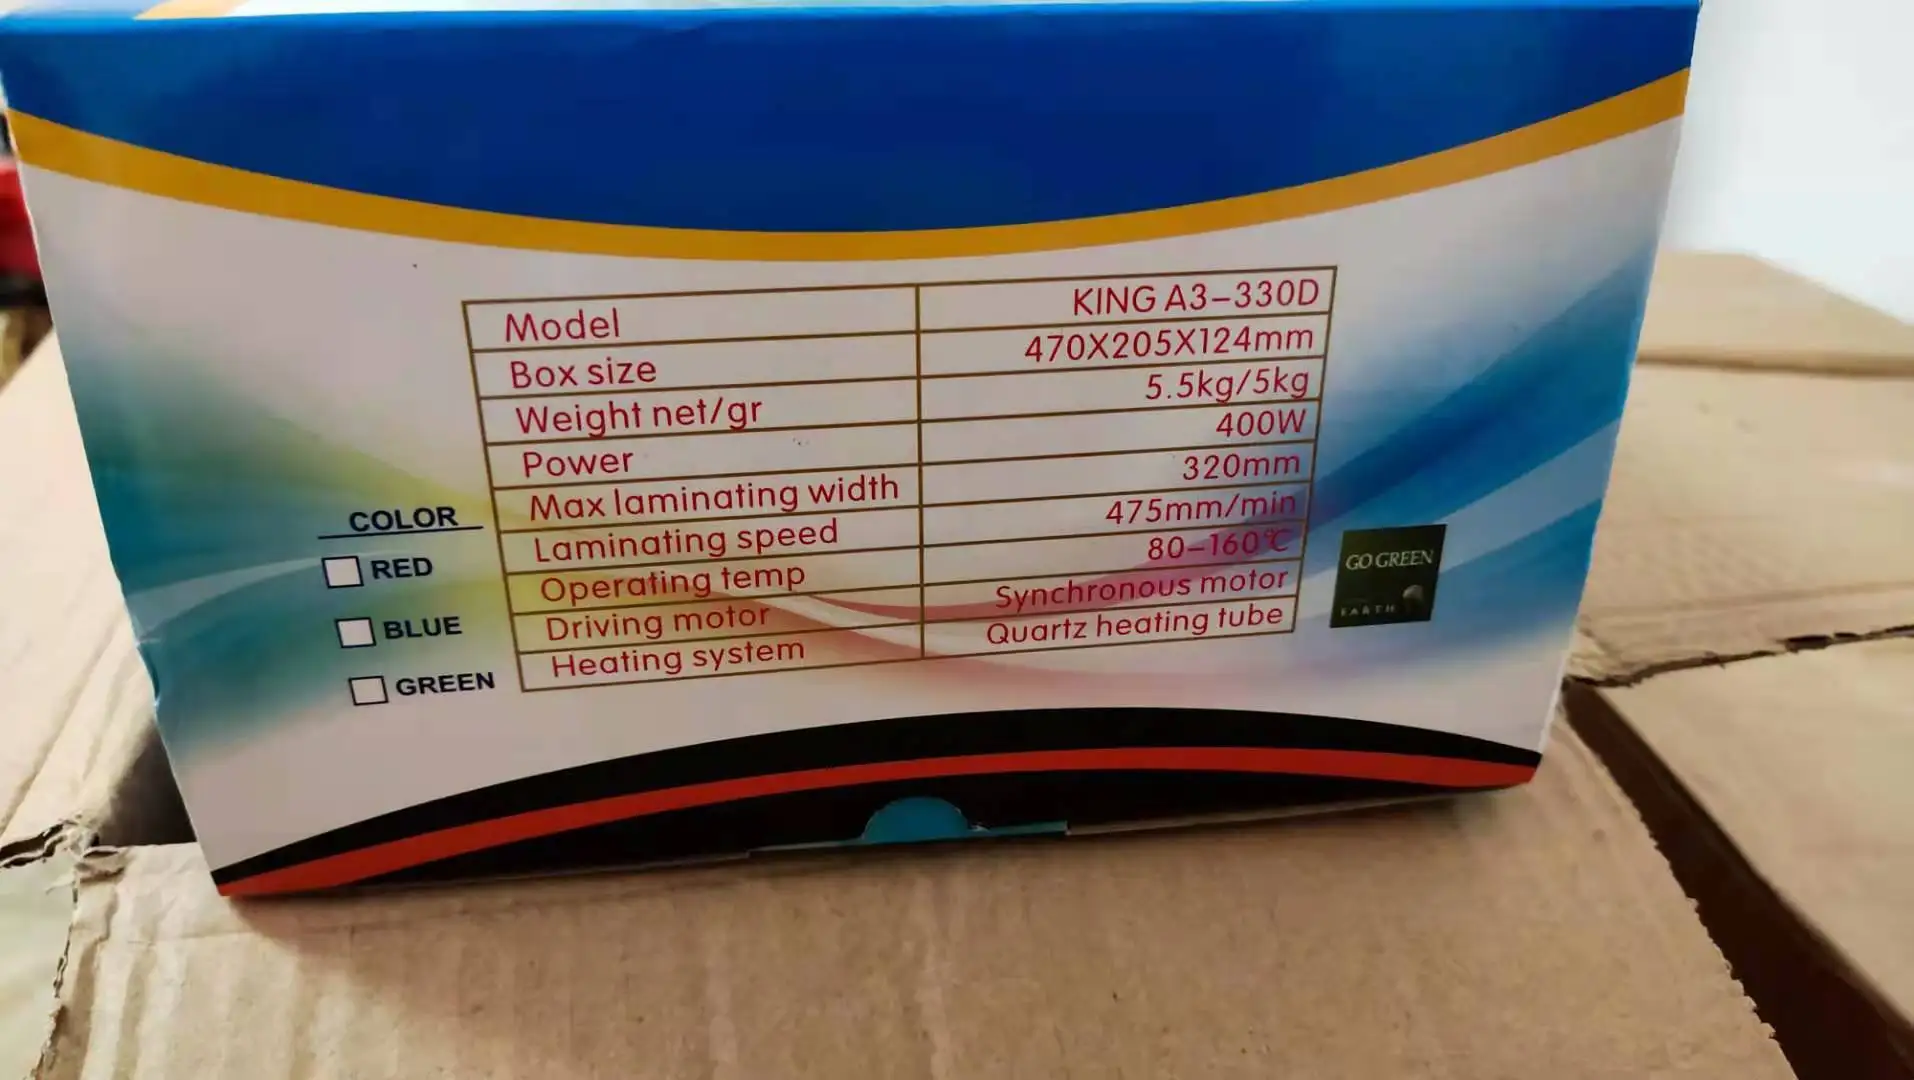 Model KING A3-330D
Box size 470X205X124mm
Weight net/gr 5.5kg/5kg
Power 400W
Max laminating width 320mm
Laminating speed 475mm/min
Operating temp 80-160℃
Driving motor Synchronous motor
Heating system Quartz heating tube
COLOR
RED
BLUE
GREEN
GO GREEN
EARTH